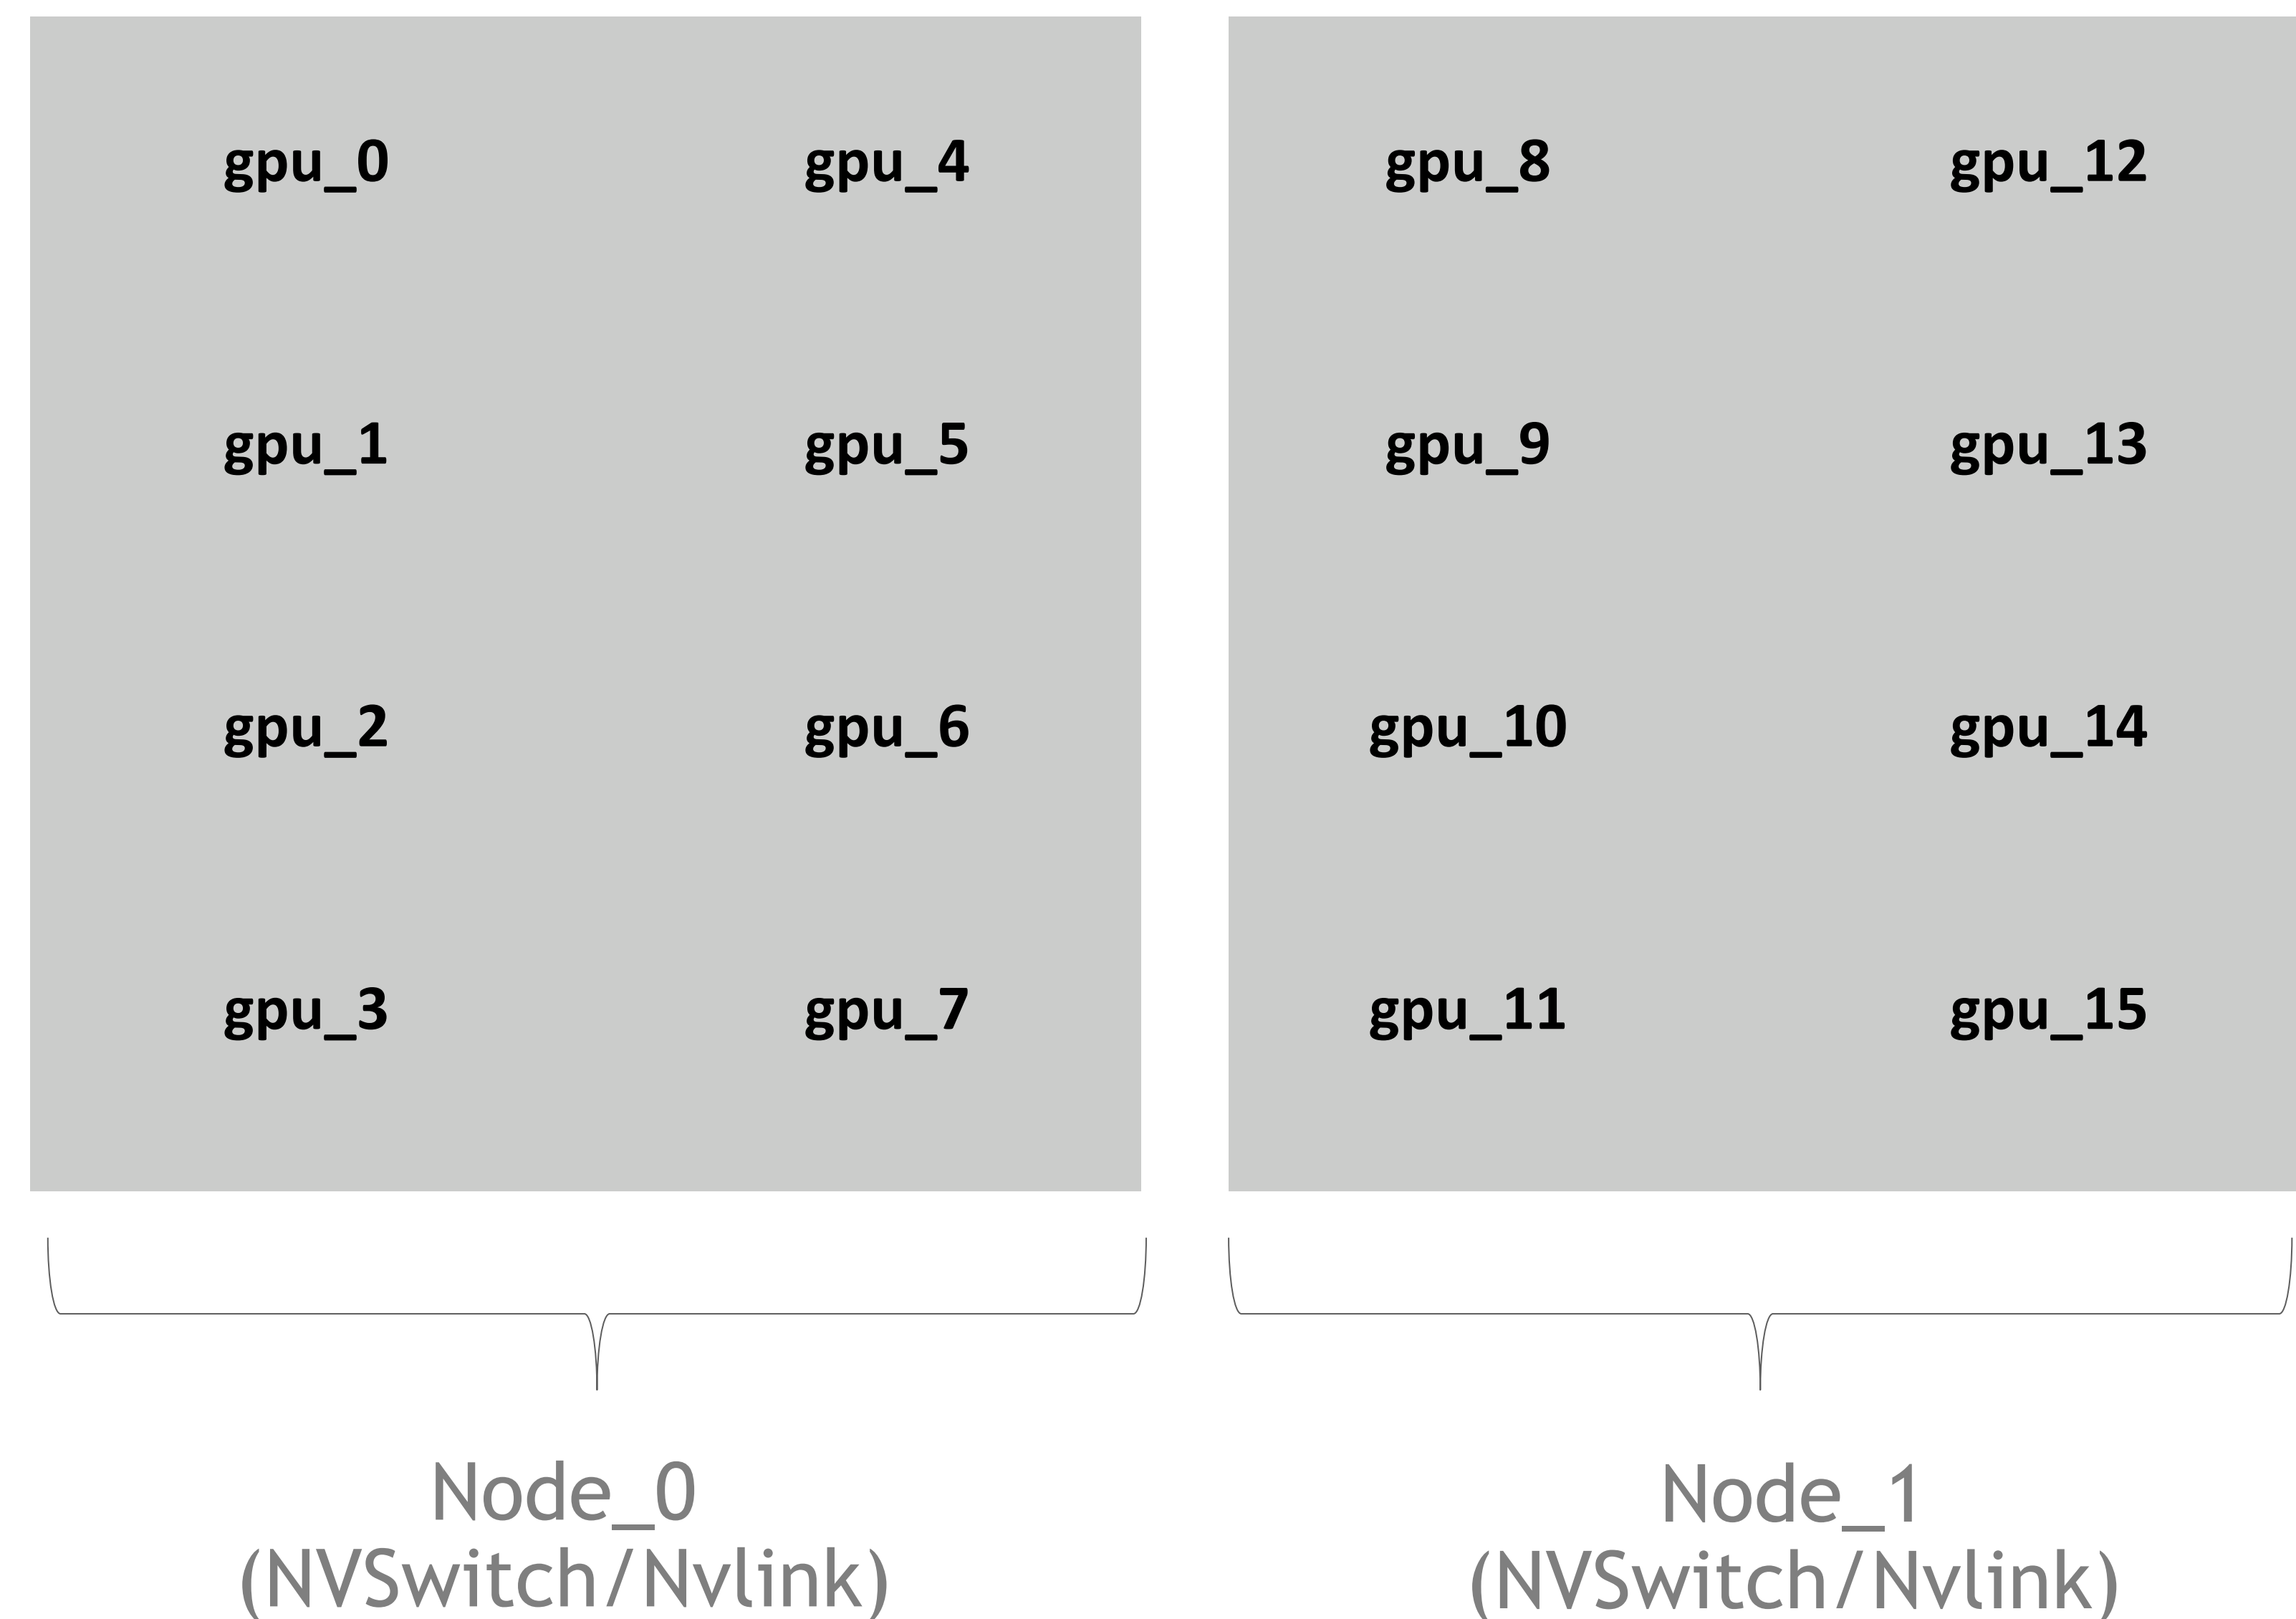 gpu_0 gpu_4 gpu_8 gpu_12
gpu_1 gpu_5 gpu_9 gpu_13
gpu_2 gpu_6 gpu_10 gpu_14
gpu_3 gpu_7 gpu_11 gpu_15
Node_0
(NVSwitch/Nvlink)
Node_1
(NVSwitch/Nvlink)